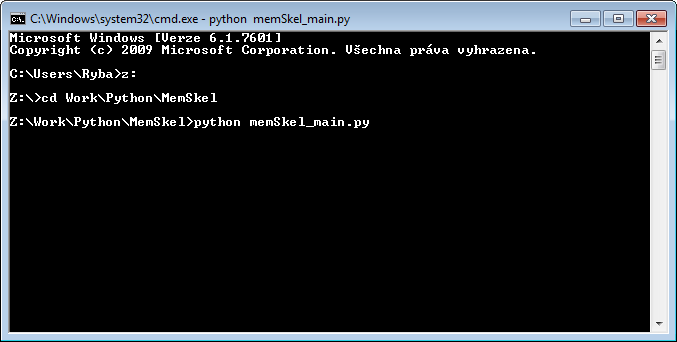 C:\Windows\system32\cmd.exe - python  memSkel_main.py
Microsoft Windows [Verze 6.1.7601]
Copyright (c) 2009 Microsoft Corporation. Všechna práva vyhrazena.
C:\Users\Ryba>z:
Z:\>cd Work\Python\MemSkel
Z:\Work\Python\MemSkel>python memSkel_main.py